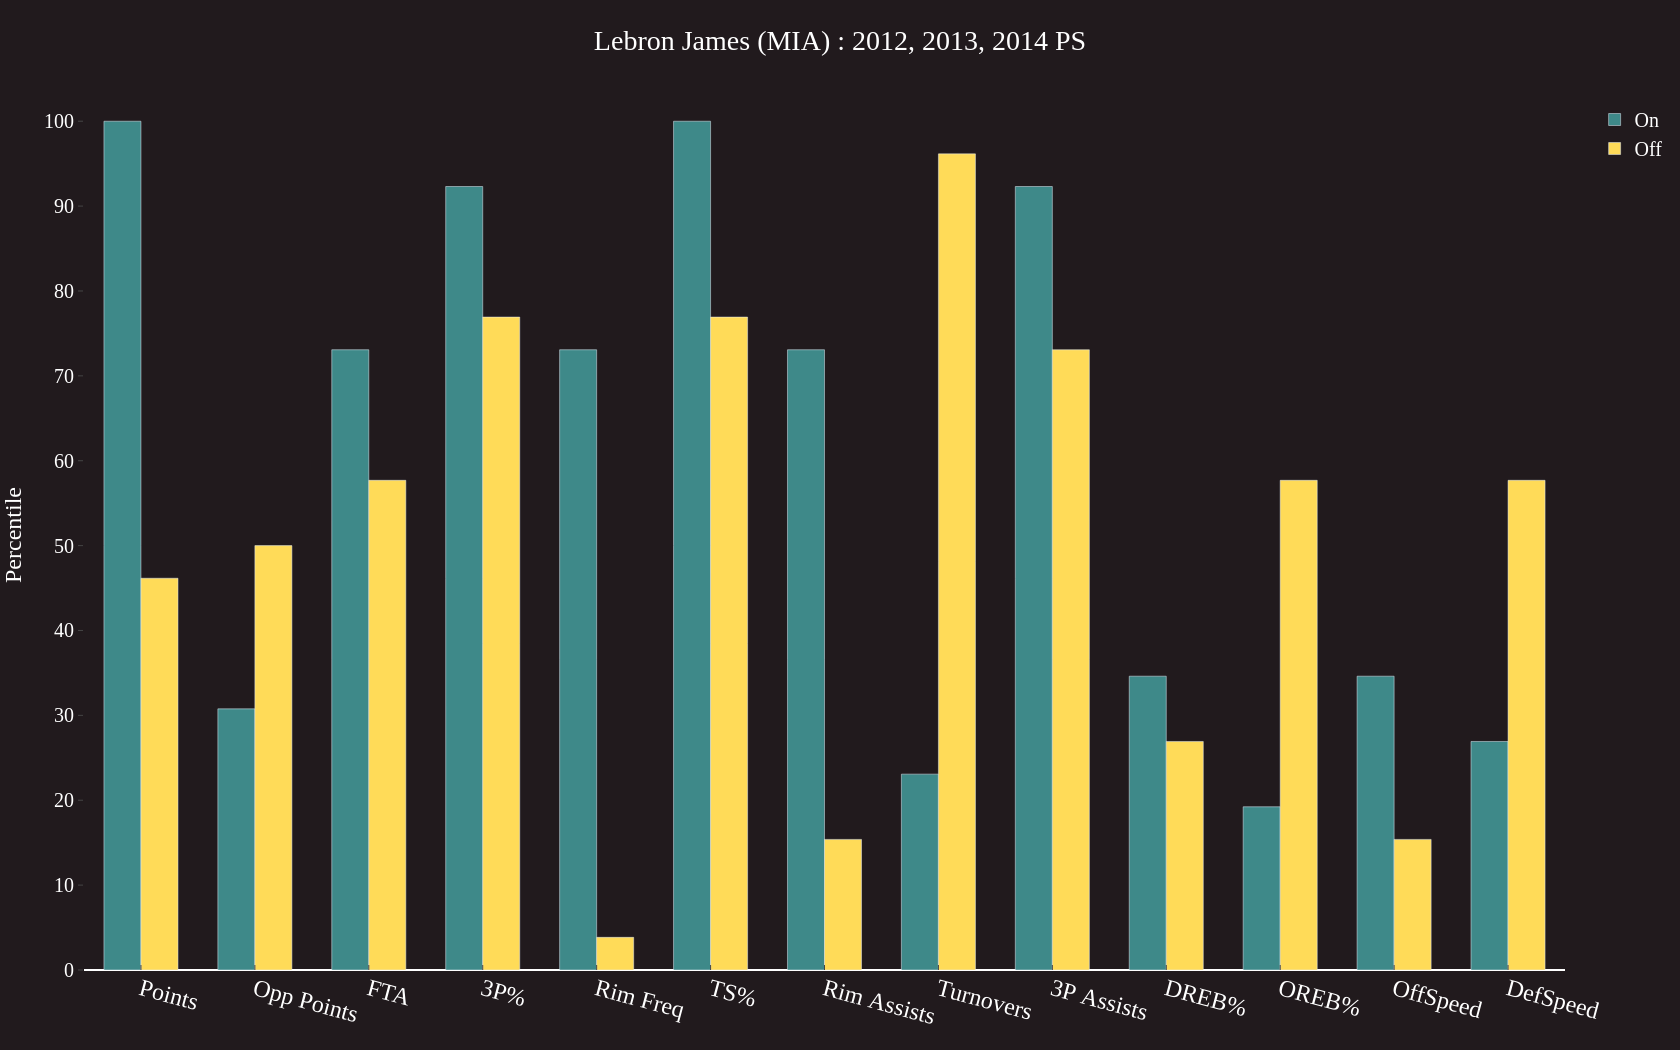 Lebron James (MIA) : 2012, 2013, 2014 PS
On
Off
Percentile
100
90
80
70
60
50
40
30
20
10
0
Points
Opp Points
FTA
3P%
Rim Freq
TS%
Rim Assists
Turnovers
3P Assists
DREB%
OREB%
OffSpeed
DefSpeed